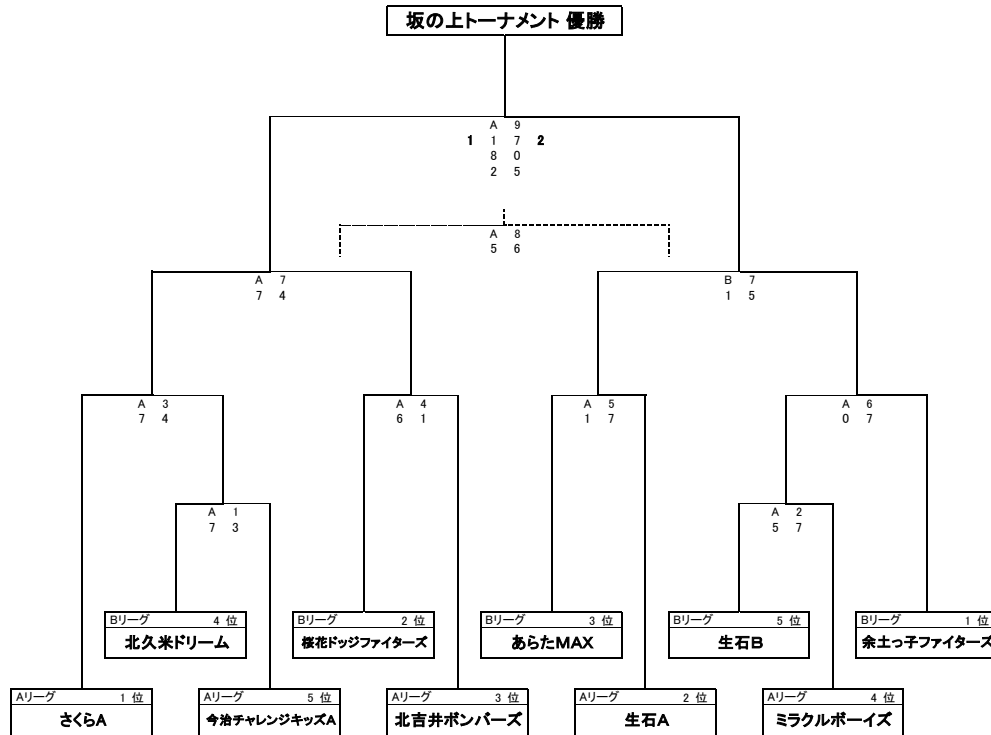 坂の上トーナメント 優勝
A 9
1 1 7 2
8 0
2 5
A 8
5 6
A 7
7 4
B 7
1 5
A 3
7 4
A 4
6 1
A 5
1 7
A 6
0 7
A 1
7 3
A 2
5 7
Bリーグ 4 位
北久米ドリーム
Bリーグ 2 位
桜花ドッジファイターズ
Bリーグ 3 位
あらたMAX
Bリーグ 5 位
生石B
Bリーグ 1 位
余土っ子ファイターズ
Aリーグ 1 位
さくらA
Aリーグ 5 位
今治チャレンジキッズA
Aリーグ 3 位
北吉井ボンバーズ
Aリーグ 2 位
生石A
Aリーグ 4 位
ミラクルボーイズ